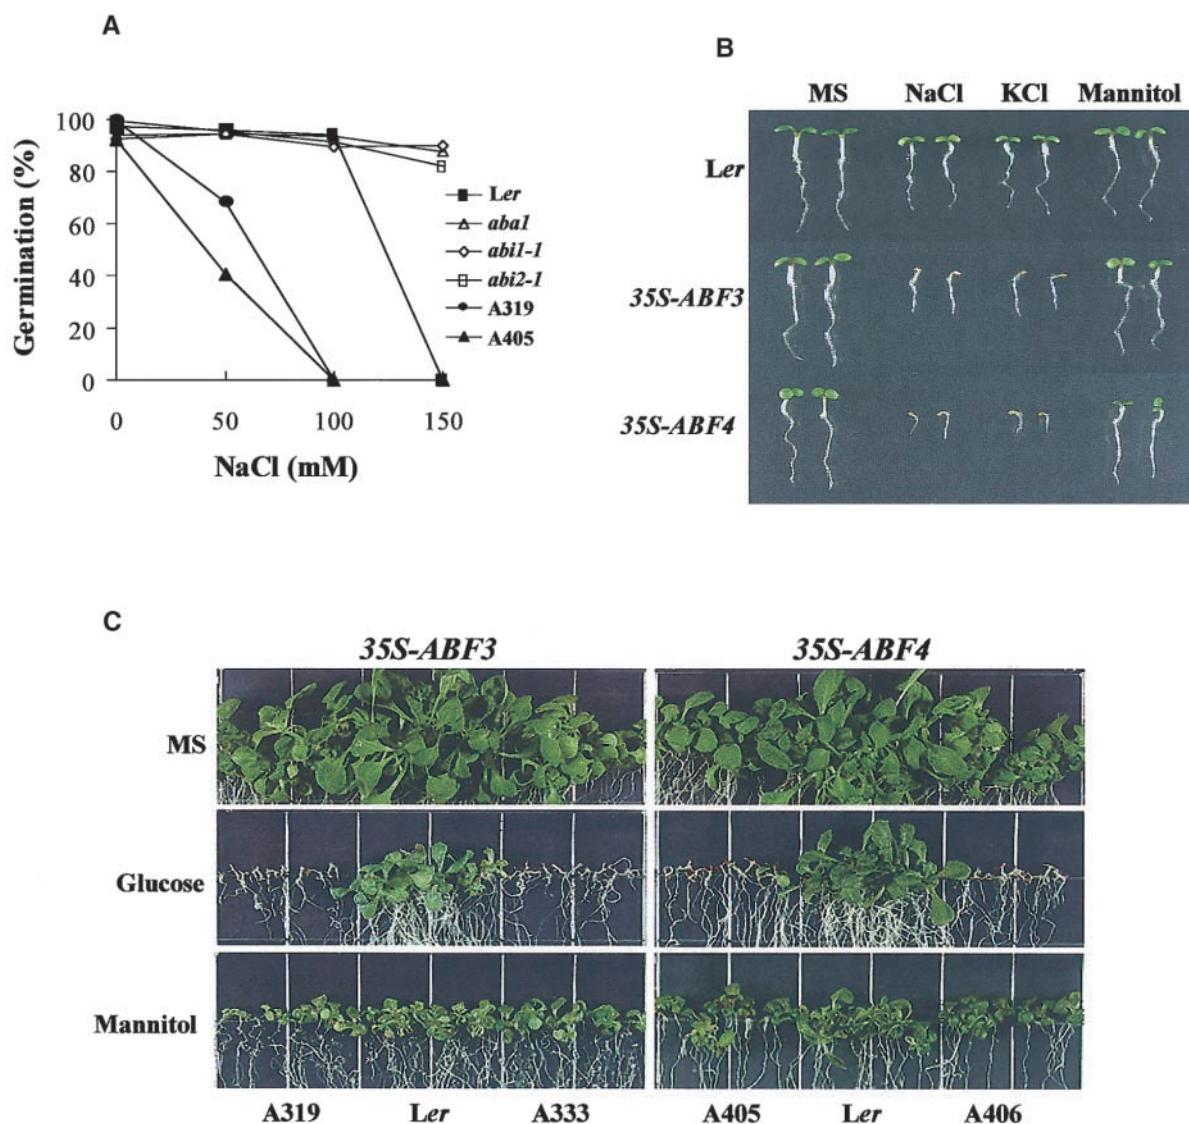 A
Germination (%)
100
80
60
40
20
0
0 50 100 150
NaCl (mM)
Ler
aba1
abi1-1
abi2-1
A319
A405
B
MS NaCl KCl Mannitol
Ler
35S-ABF3
35S-ABF4
C
35S-ABF3 35S-ABF4
MS
Glucose
Mannitol
A319 Ler A333 A405 Ler A406